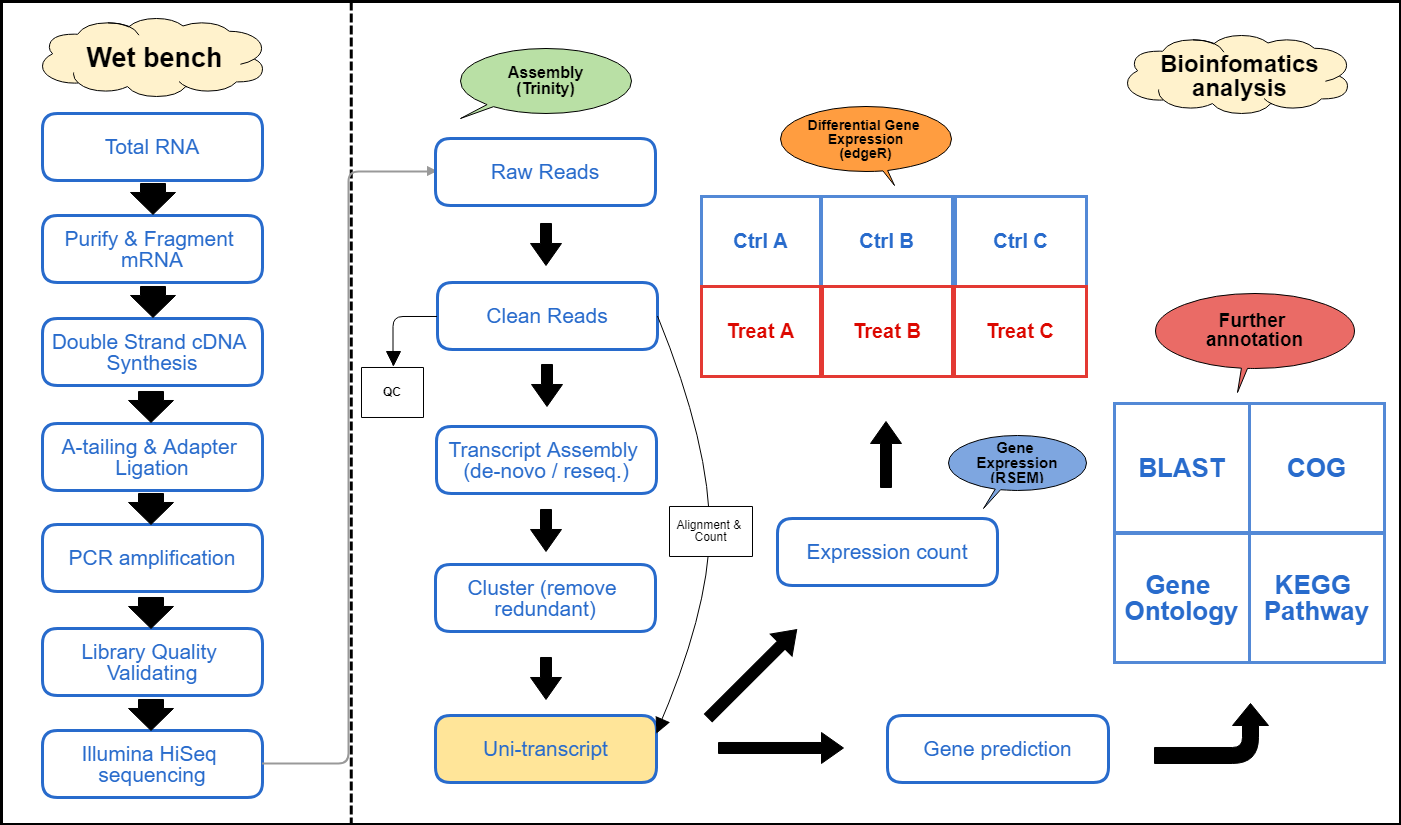 Wet bench
Total RNA
Purify & Fragment
mRNA
Double Strand cDNA
Synthesis
A-tailing & Adapter
Ligation
PCR amplification
Library Quality
Validating
Illumina HiSeq
sequencing
Assembly
(Trinity)
Raw Reads
Clean Reads
QC
Transcript Assembly
(de-novo / reseq.)
Cluster (remove
redundant)
Uni-transcript
Alignment &
Count
Differential Gene
Expression
(edgeR)
Ctrl A
Ctrl B
Ctrl C
Treat A
Treat B
Treat C
Gene
Expression
(RSEM)
Expression count
Gene prediction
Bioinfomatics
analysis
Further
annotation
BLAST
COG
Gene
Ontology
KEGG
Pathway